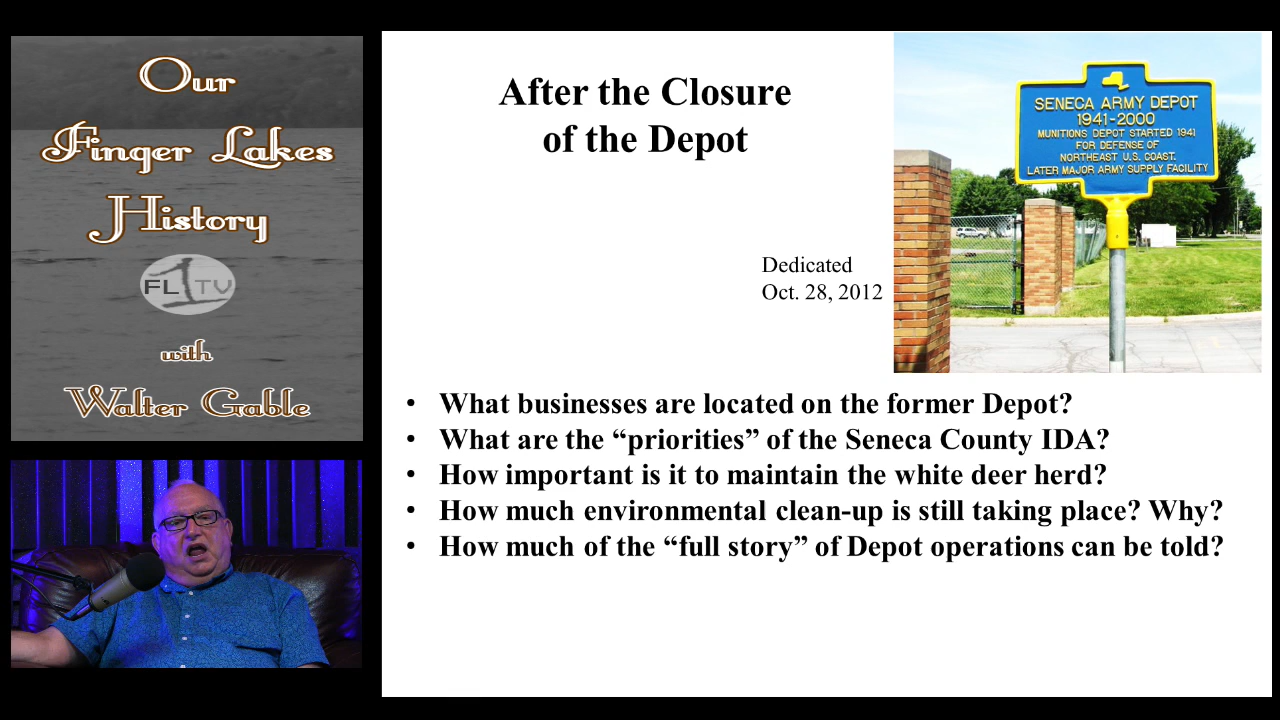 Our
Finger Lakes
History
FL TV
with
Walter Gable
After the Closure
of the Depot
Dedicated
Oct. 28, 2012
SENECA ARMY DEPOT
1941-2000
MUNITIONS DEPOT STARTED 1941
FOR DEFENSE OF
NORTHEAST U.S. COAST.
LATER MAJOR ARMY SUPPLY FACILITY
• What businesses are located on the former Depot?
• What are the “priorities” of the Seneca County IDA?
• How important is it to maintain the white deer herd?
• How much environmental clean-up is still taking place? Why?
• How much of the “full story” of Depot operations can be told?